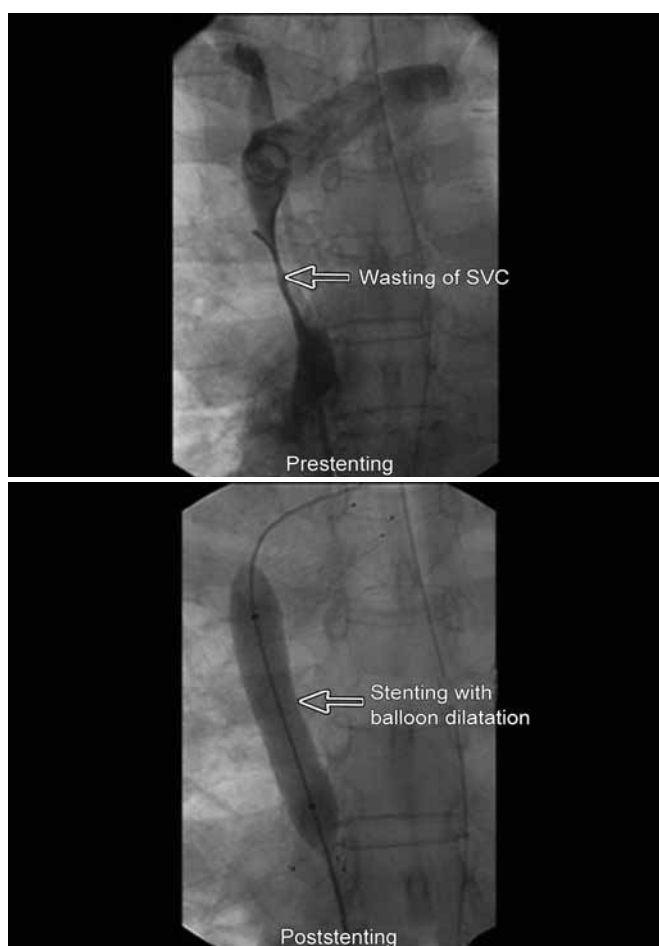 Wasting of SVC
Prestenting
Stenting with
balloon dilatation
Poststenting